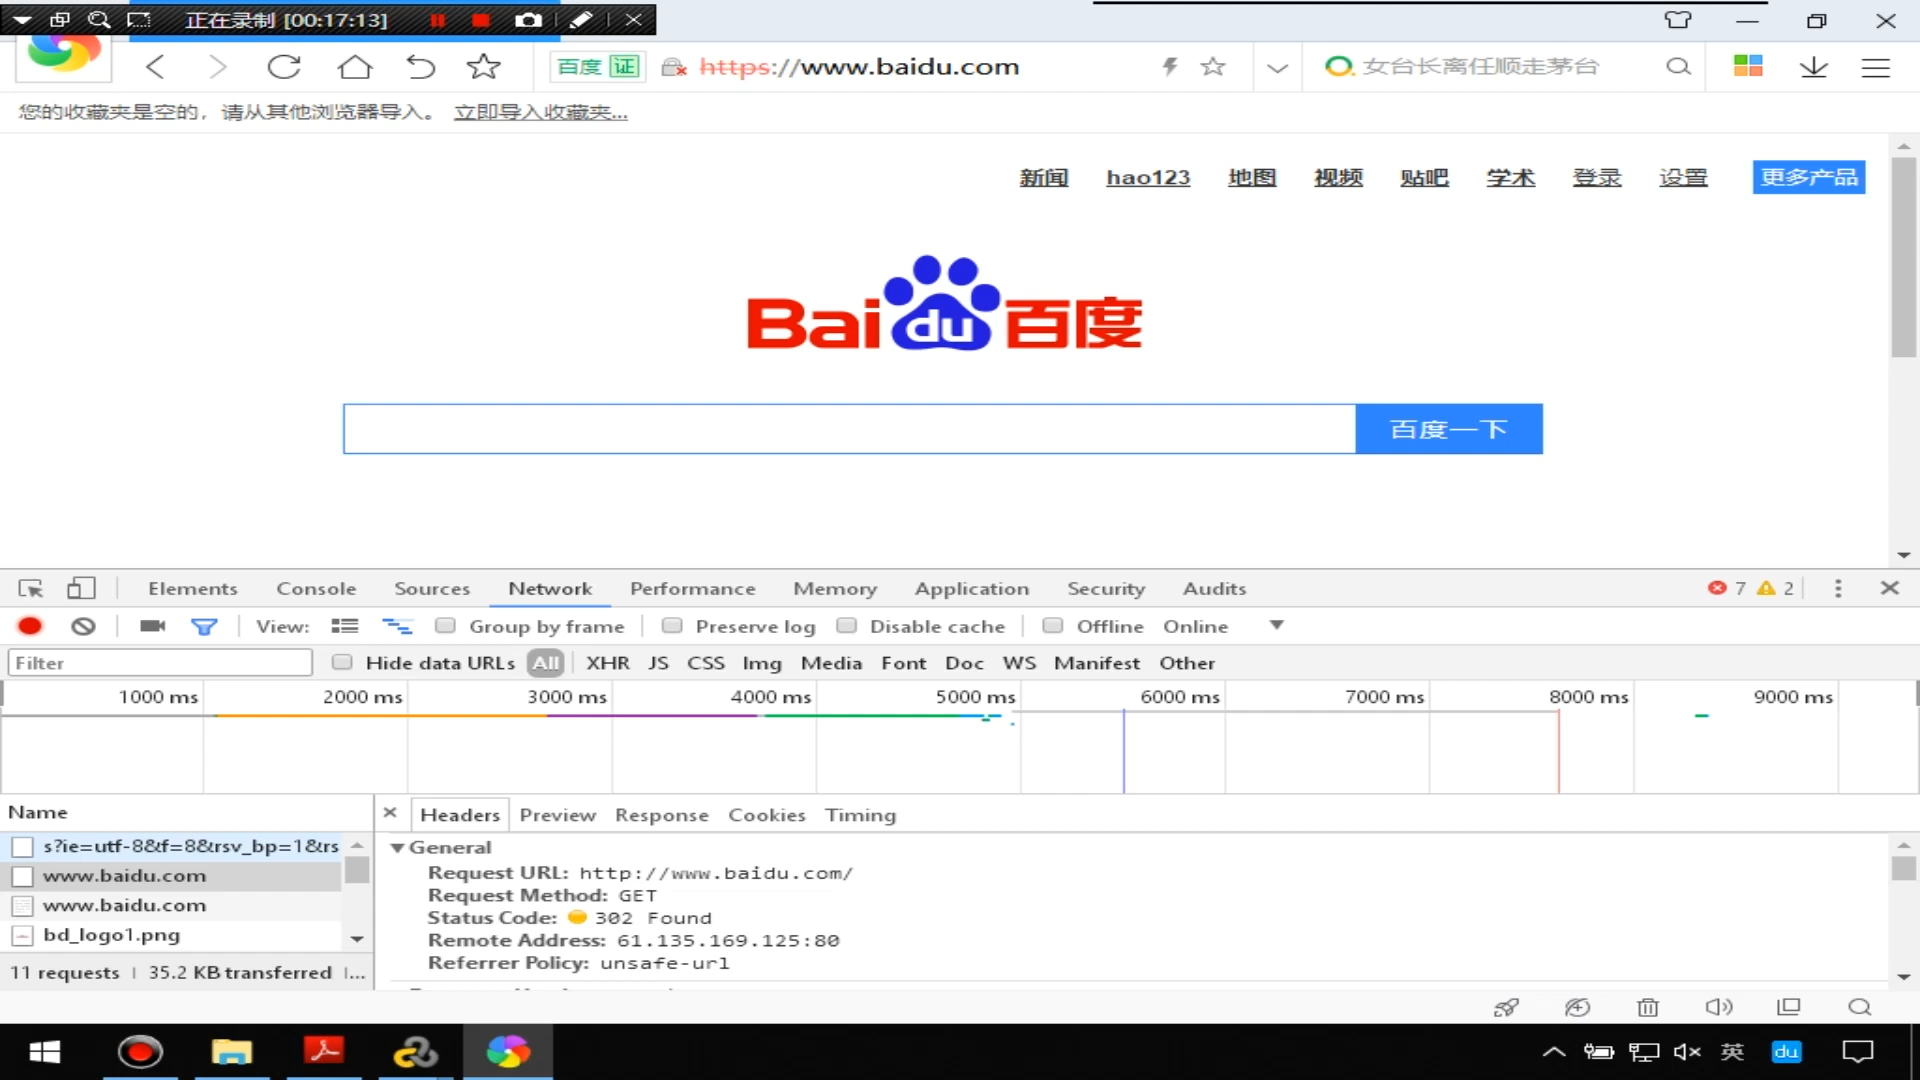 正在录制 [00:17:13]
百度 证 https://www.baidu.com 女台长离任顺走茅台
您的收藏夹是空的，请从其他浏览器导入。 立即导入收藏夹...
新闻 hao123 地图 视频 贴吧 学术 登录 设置 更多产品
Bai du 百度
百度一下
Elements Console Sources Network Performance Memory Application Security Audits 7 2
View: Group by frame Preserve log Disable cache Offline Online
Filter Hide data URLs All XHR JS CSS Img Media Font Doc WS Manifest Other
1000 ms 2000 ms 3000 ms 4000 ms 5000 ms 6000 ms 7000 ms 8000 ms 9000 ms
Name
s?ie=utf-8&f=8&rsv_bp=1&rs
www.baidu.com
www.baidu.com
bd_logo1.png
11 requests | 35.2 KB transferred | ...
Headers Preview Response Cookies Timing
General
Request URL: http://www.baidu.com/
Request Method: GET
Status Code: 302 Found
Remote Address: 61.135.169.125:80
Referrer Policy: unsafe-url
英 du